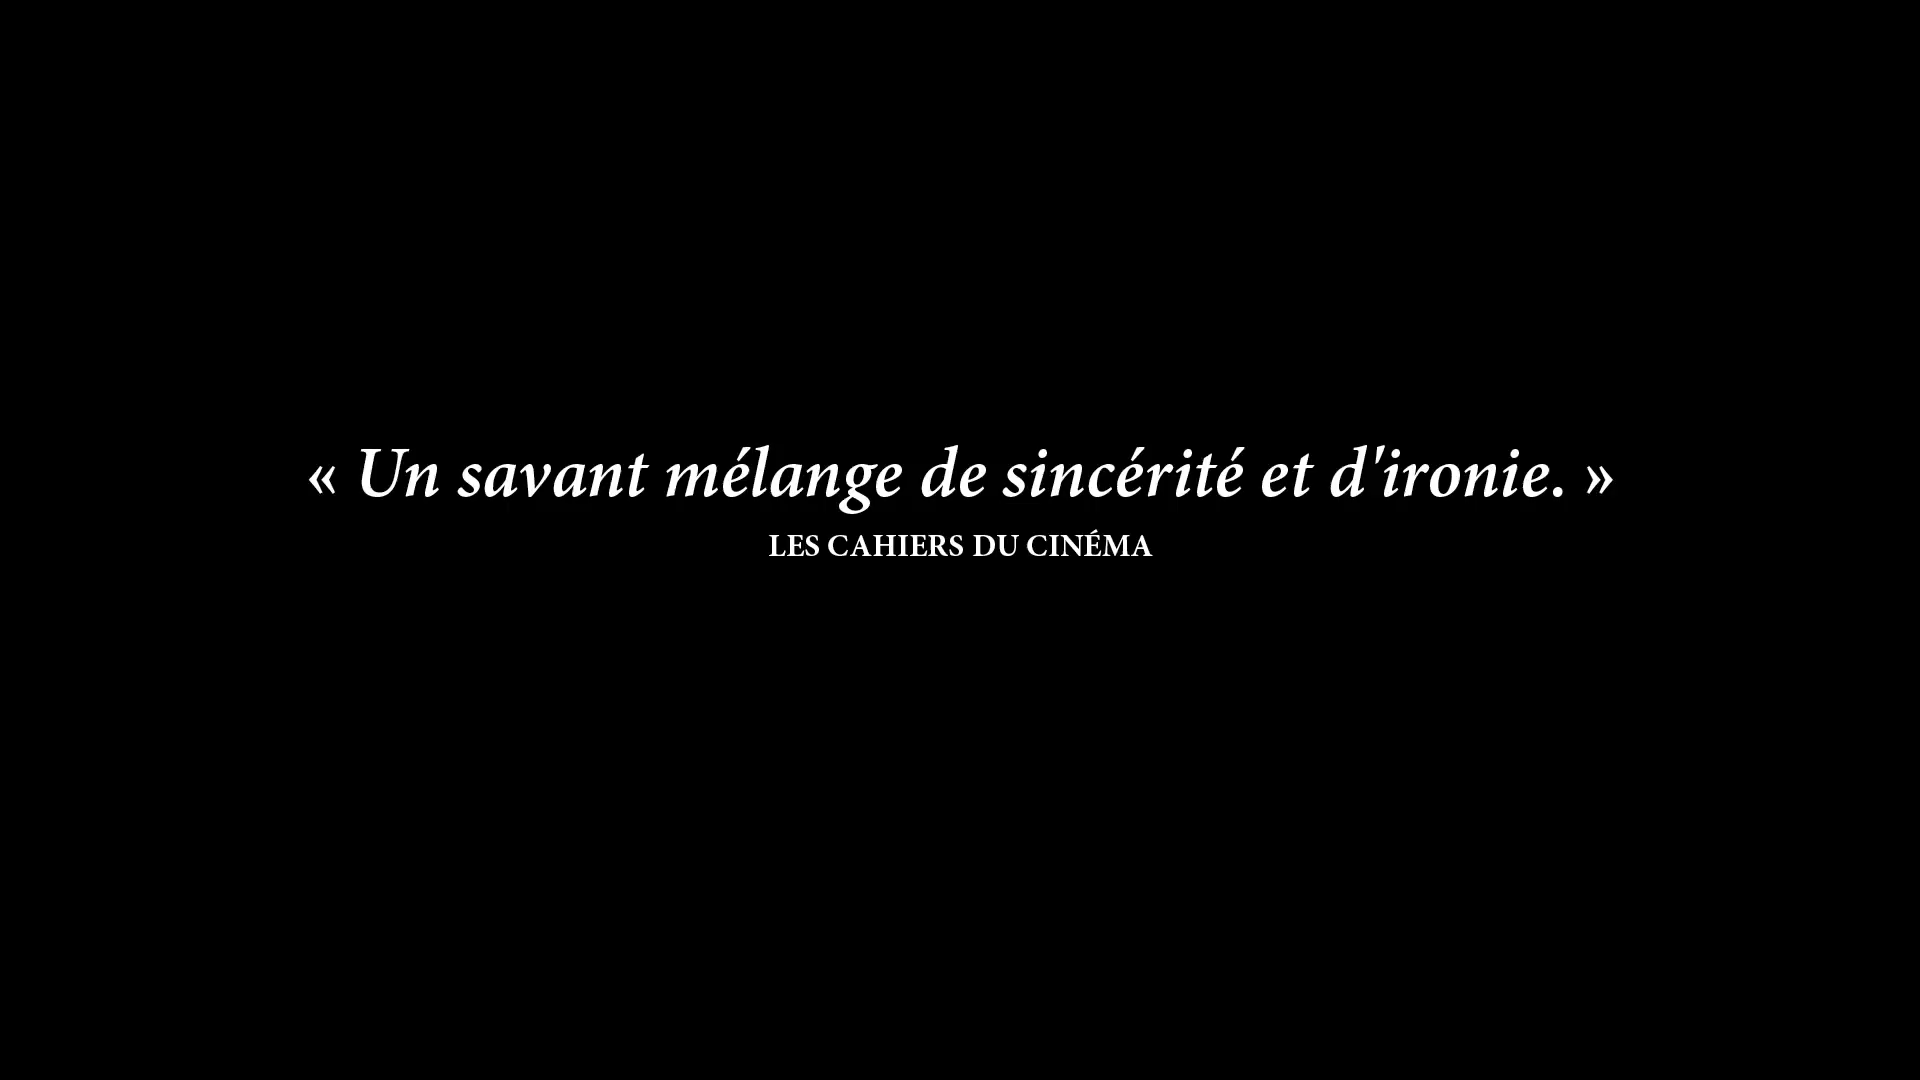 « Un savant mélange de sincérité et d'ironie. »
LES CAHIERS DU CINÉMA